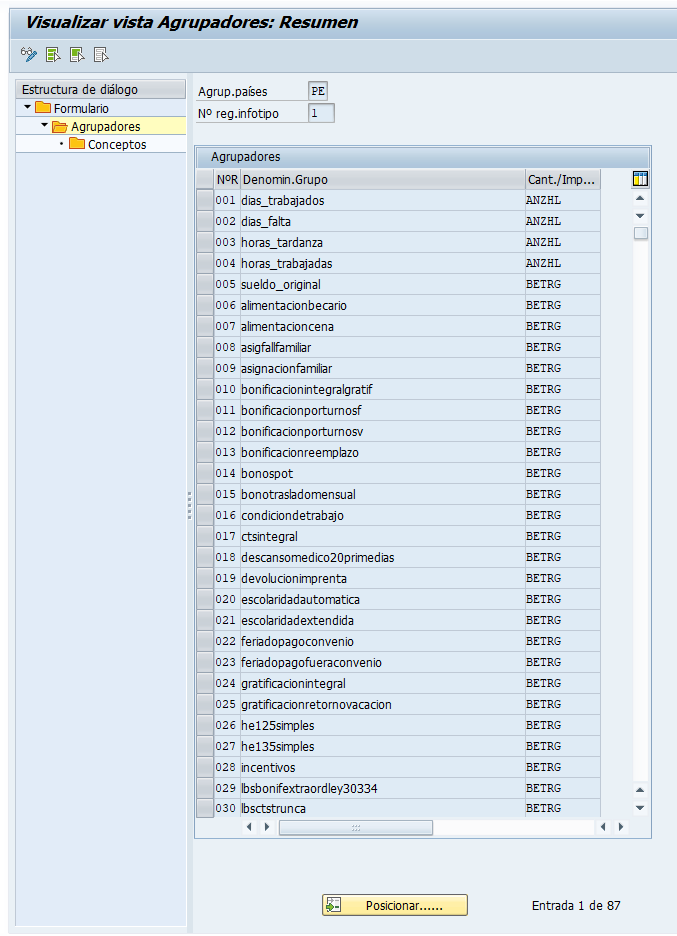 Visualizar vista Agrupadores: Resumen
Estructura de diálogo
Formulario
Agrupadores
Conceptos
Agrup.países PE
Nº reg.infotipo 1
Agrupadores
NºR Denomin.Grupo Cant./Imp...
001 dias_trabajados ANZHL
002 dias_falta ANZHL
003 horas_tardanza ANZHL
004 horas_trabajadas ANZHL
005 sueldo_original BETRG
006 alimentacionbecario BETRG
007 alimentacioncena BETRG
008 asigfallfamiliar BETRG
009 asignacionfamiliar BETRG
010 bonificacionintegralgratif BETRG
011 bonificacionporturnosf BETRG
012 bonificacionporturnosv BETRG
013 bonificacionreemplazo BETRG
014 bonospot BETRG
015 bonotrasladomensual BETRG
016 condiciondetrabajo BETRG
017 ctsintegral BETRG
018 descansomedico20primedias BETRG
019 devolucionimprenta BETRG
020 escolaridadautomatica BETRG
021 escolaridadextendida BETRG
022 feriadopagoconvenio BETRG
023 feriadopagofueraconvenio BETRG
024 gratificacionintegral BETRG
025 gratificacionretornovacacion BETRG
026 he125simples BETRG
027 he135simples BETRG
028 incentivos BETRG
029 lbsbonifextraordley30334 BETRG
030 lbsctstrunca BETRG
Posicionar...... Entrada 1 de 87